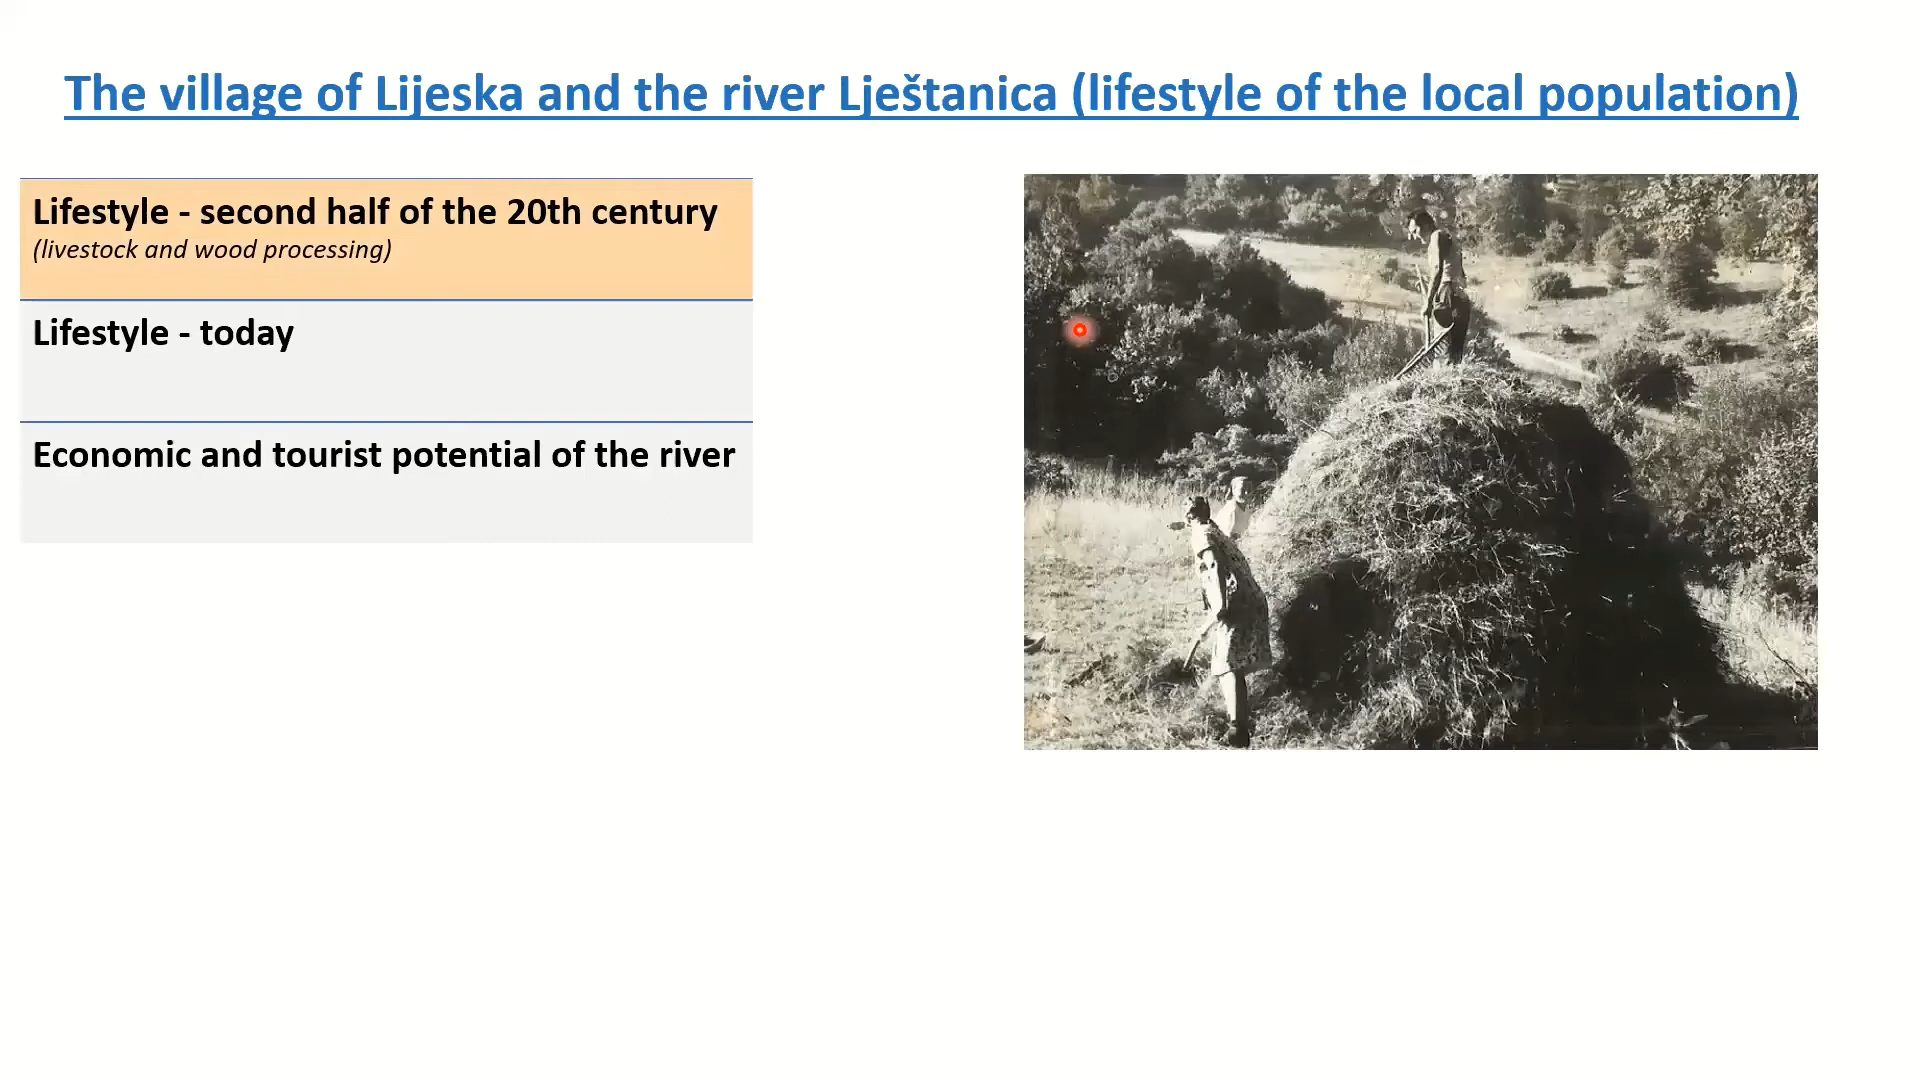 The village of Lijeska and the river Lještanica (lifestyle of the local population)
Lifestyle - second half of the 20th century
(livestock and wood processing)
Lifestyle - today
Economic and tourist potential of the river